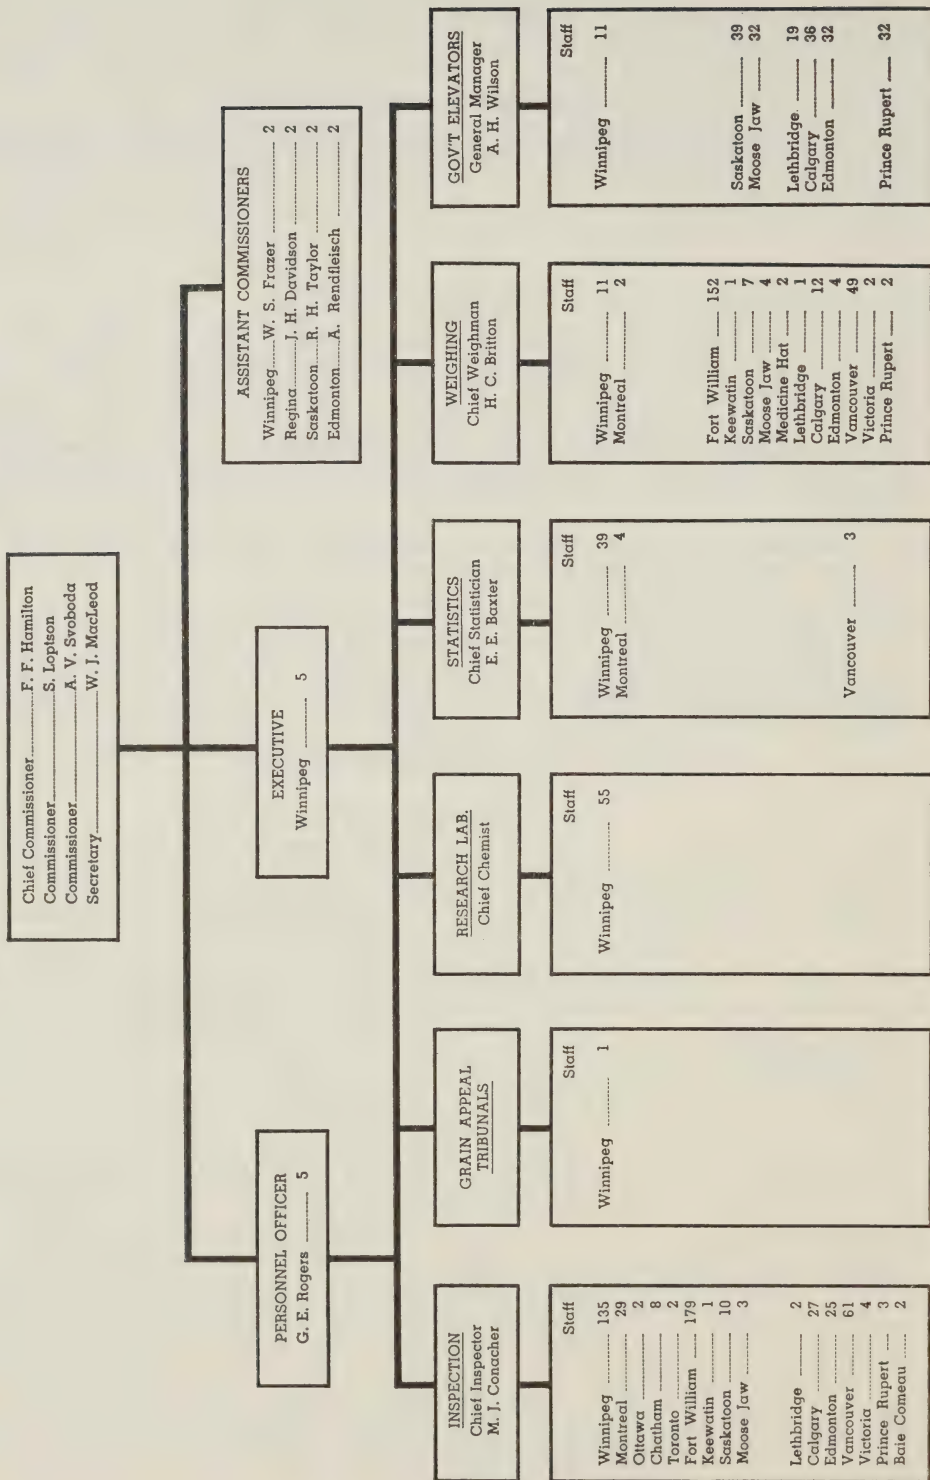 Chief Commissioner F. F. Hamilton
Commissioner S. Loptson
Commissioner A. V. Svoboda
Secretary W. J. MacLeod
PERSONNEL OFFICER
G. E. Rogers 5
EXECUTIVE
Winnipeg 5
ASSISTANT COMMISSIONERS
Winnipeg W. S. Frazer 2
Regina J. H. Davidson 2
Saskatoon R. H. Taylor 2
Edmonton A. Rendfleisch 2
INSPECTION
Chief Inspector
M. J. Conacher
Staff
Winnipeg 135
Montreal 29
Ottawa 2
Chatham 8
Toronto 2
Fort William 179
Keewatin 1
Saskatoon 10
Moose Jaw 3
Lethbridge 2
Calgary 27
Edmonton 25
Vancouver 61
Victoria 4
Prince Rupert 3
Baie Comeau 2
GRAIN APPEAL
TRIBUNALS
Staff
Winnipeg 1
RESEARCH LAB.
Chief Chemist
Staff
Winnipeg 55
STATISTICS
Chief Statistician
E. E. Baxter
Staff
Winnipeg 39
Montreal 4
Vancouver 3
WEIGHING
Chief Weighman
H. C. Britton
Staff
Winnipeg 11
Montreal 2
Fort William 152
Keewatin 1
Saskatoon 7
Moose Jaw 4
Medicine Hat 2
Lethbridge 1
Calgary 12
Edmonton 4
Vancouver 49
Victoria 2
Prince Rupert 2
GOV'T ELEVATORS
General Manager
A. H. Wilson
Staff
Winnipeg 11
Saskatoon 39
Moose Jaw 32
Lethbridge 19
Calgary 36
Edmonton 32
Prince Rupert 32